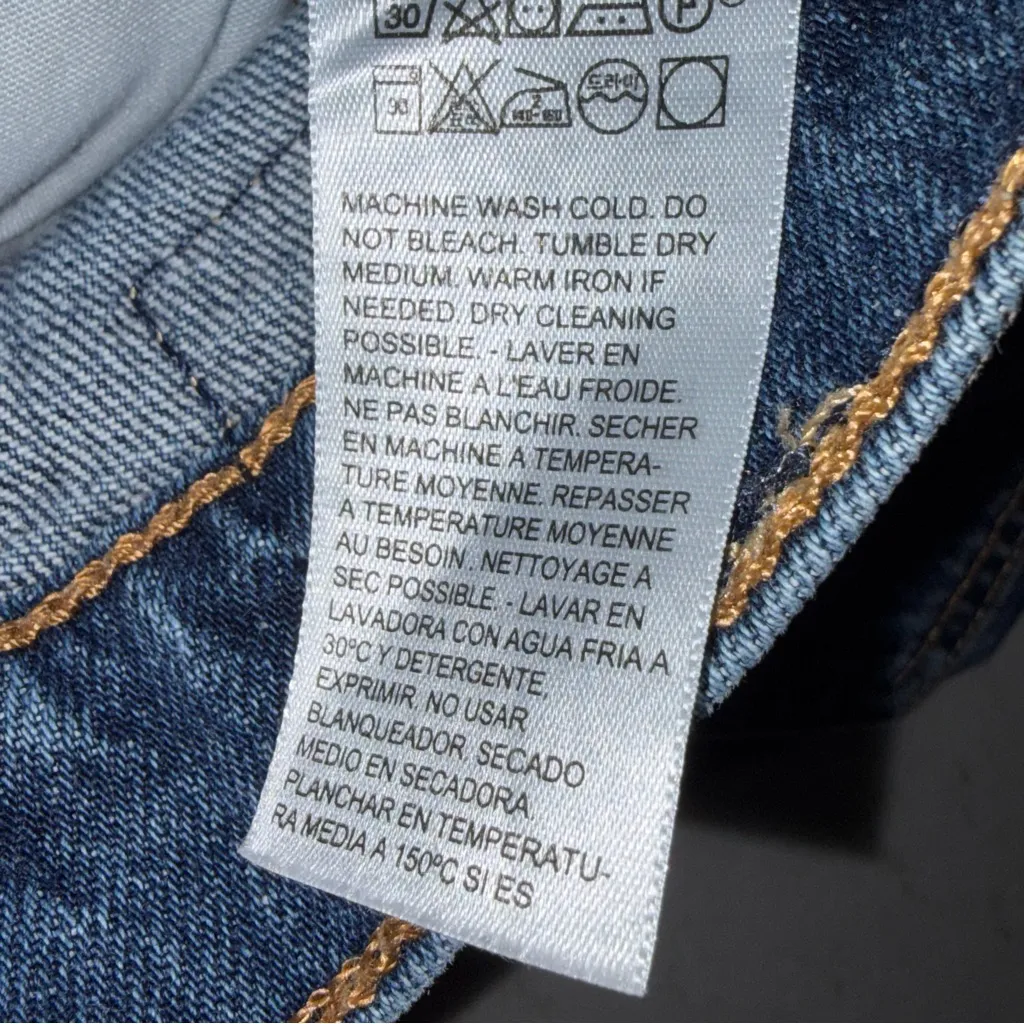 30 P
30 드라이
MACHINE WASH COLD. DO
NOT BLEACH. TUMBLE DRY
MEDIUM. WARM IRON IF
NEEDED. DRY CLEANING
POSSIBLE. - LAVER EN
MACHINE A L'EAU FROIDE.
NE PAS BLANCHIR. SECHER
EN MACHINE A TEMPERA-
TURE MOYENNE. REPASSER
A TEMPERATURE MOYENNE
AU BESOIN. NETTOYAGE A
SEC POSSIBLE. - LAVAR EN
LAVADORA CON AGUA FRIA A
30ºC Y DETERGENTE,
EXPRIMIR. NO USAR
BLANQUEADOR. SECADO
MEDIO EN SECADORA,
PLANCHAR EN TEMPERATU-
RA MEDIA A 150ºC SI ES